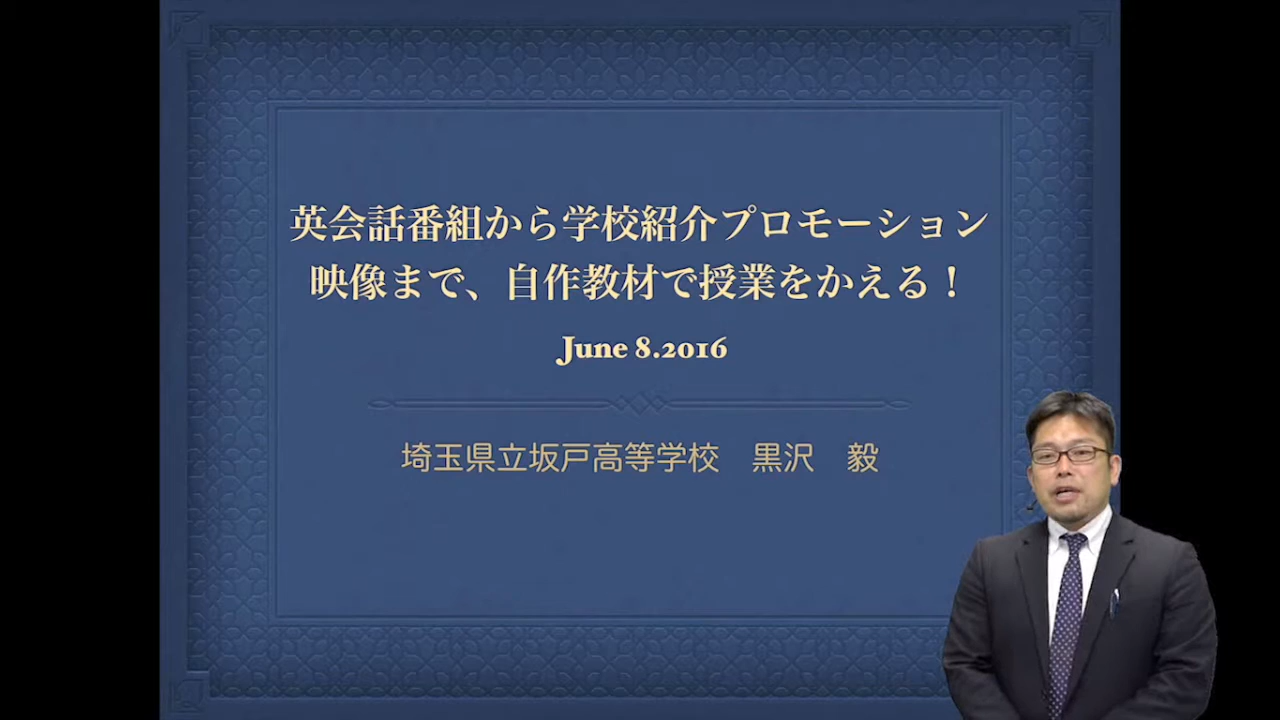 英会話番組から学校紹介プロモーション
映像まで、自作教材で授業をかえる！
June 8.2016
埼玉県立坂戸高等学校　黒沢　毅